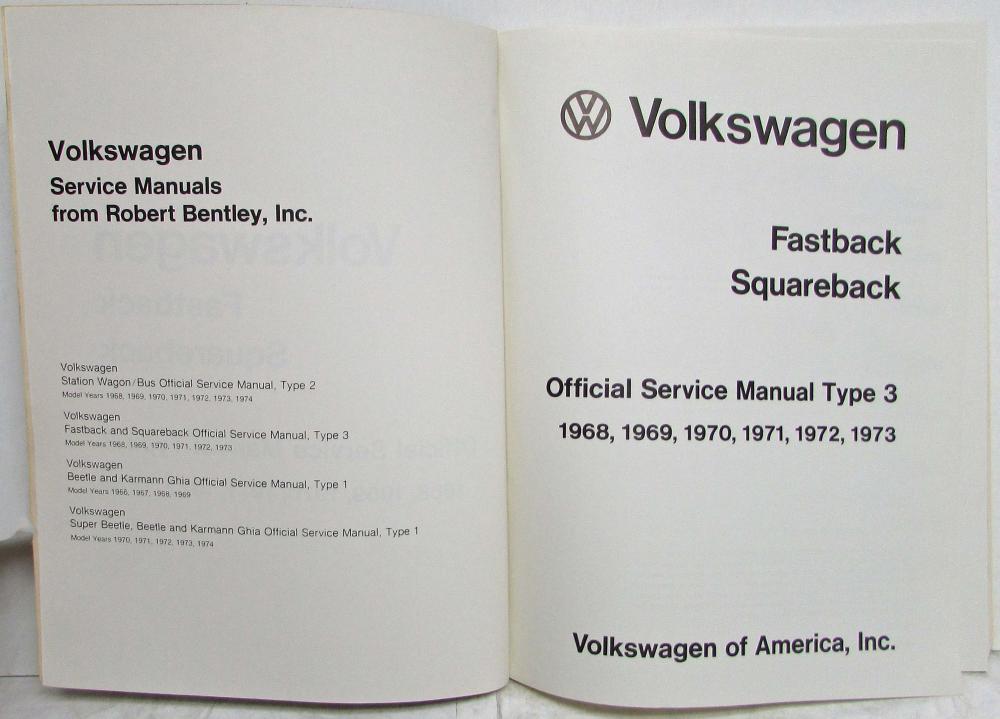 Volkswagen
Service Manuals
from Robert Bentley, Inc.
Volkswagen
Station Wagon/Bus Official Service Manual, Type 2
Model Years 1968, 1969, 1970, 1971, 1972, 1973, 1974
Volkswagen
Fastback and Squareback Official Service Manual, Type 3
Model Years 1968, 1969, 1970, 1971, 1972, 1973
Volkswagen
Beetle and Karmann Ghia Official Service Manual, Type 1
Model Years 1966, 1967, 1968, 1969
Volkswagen
Super Beetle, Beetle and Karmann Ghia Official Service Manual, Type 1
Model Years 1970, 1971, 1972, 1973, 1974
Volkswagen
Fastback
Squareback
Official Service Manual Type 3
1968, 1969, 1970, 1971, 1972, 1973
Volkswagen of America, Inc.